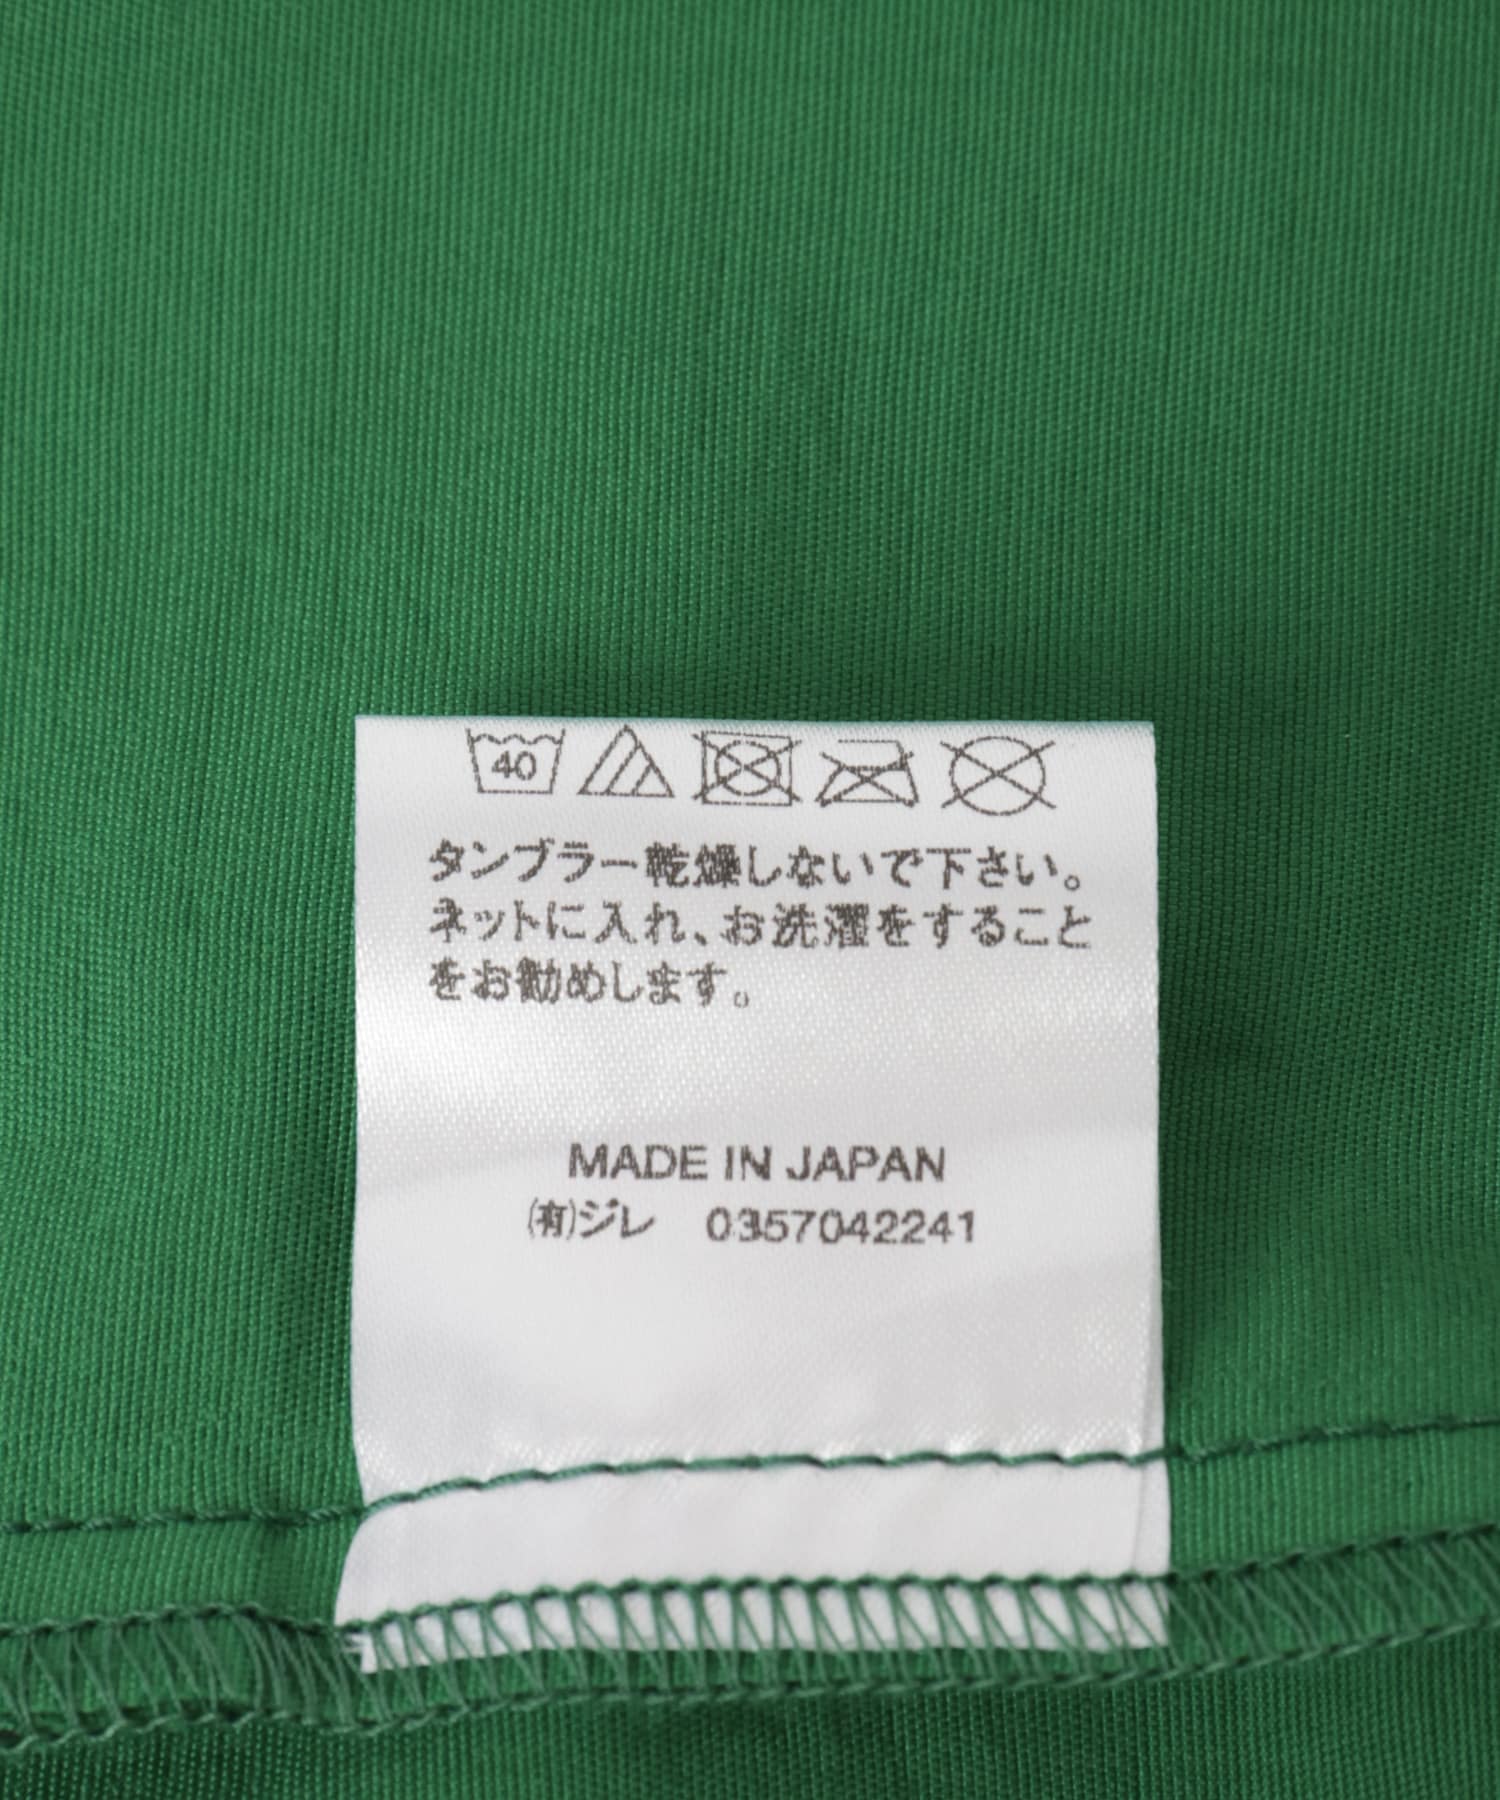 40
タンブラー乾燥しないで下さい。
ネットに入れ、お洗濯をすること
をお勧めします。
MADE IN JAPAN
(有)ジレ 0357042241